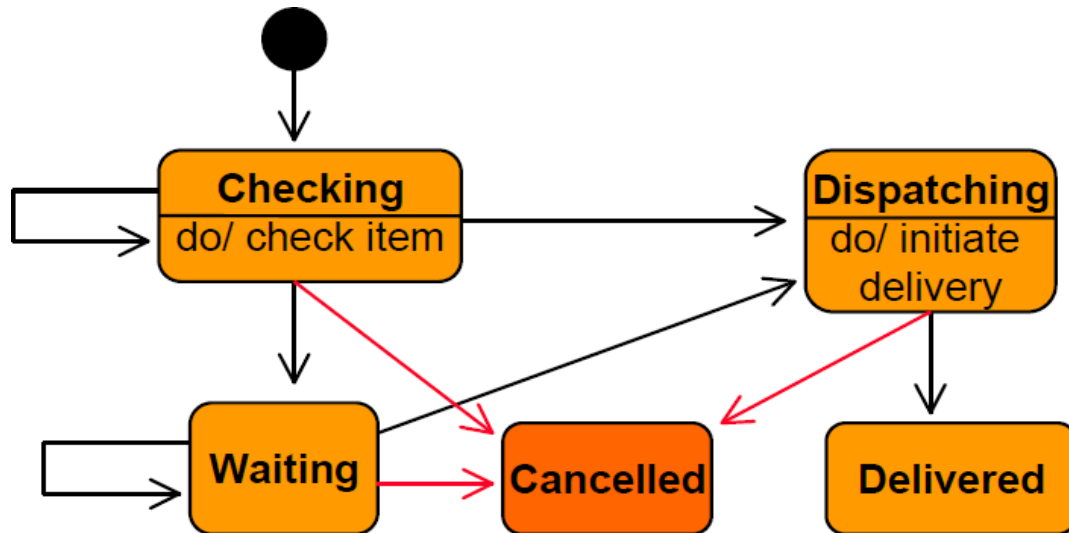 Checking
do/ check item
Dispatching
do/ initiate
delivery
Waiting
Cancelled
Delivered